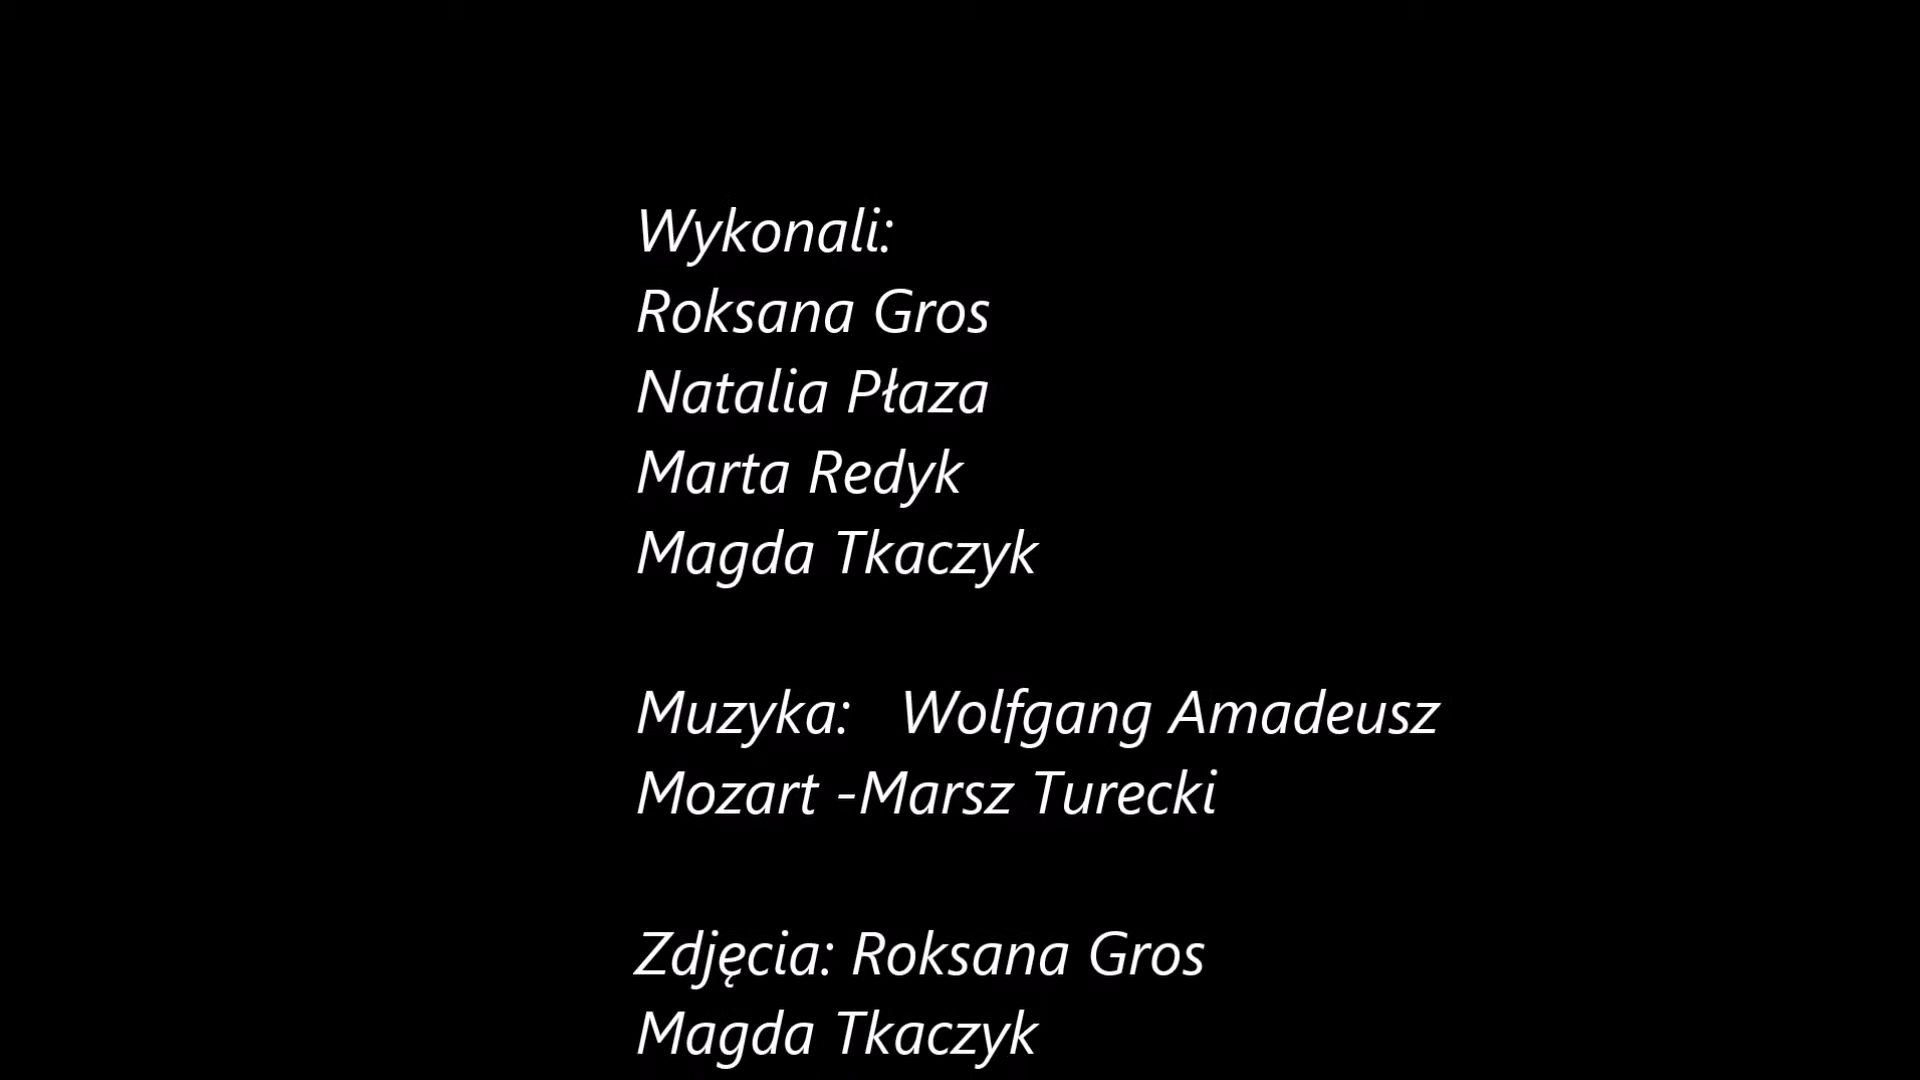 Wykonali:
Roksana Gros
Natalia Płaza
Marta Redyk
Magda Tkaczyk
Muzyka:   Wolfgang Amadeusz
Mozart -Marsz Turecki
Zdjęcia: Roksana Gros
Magda Tkaczyk